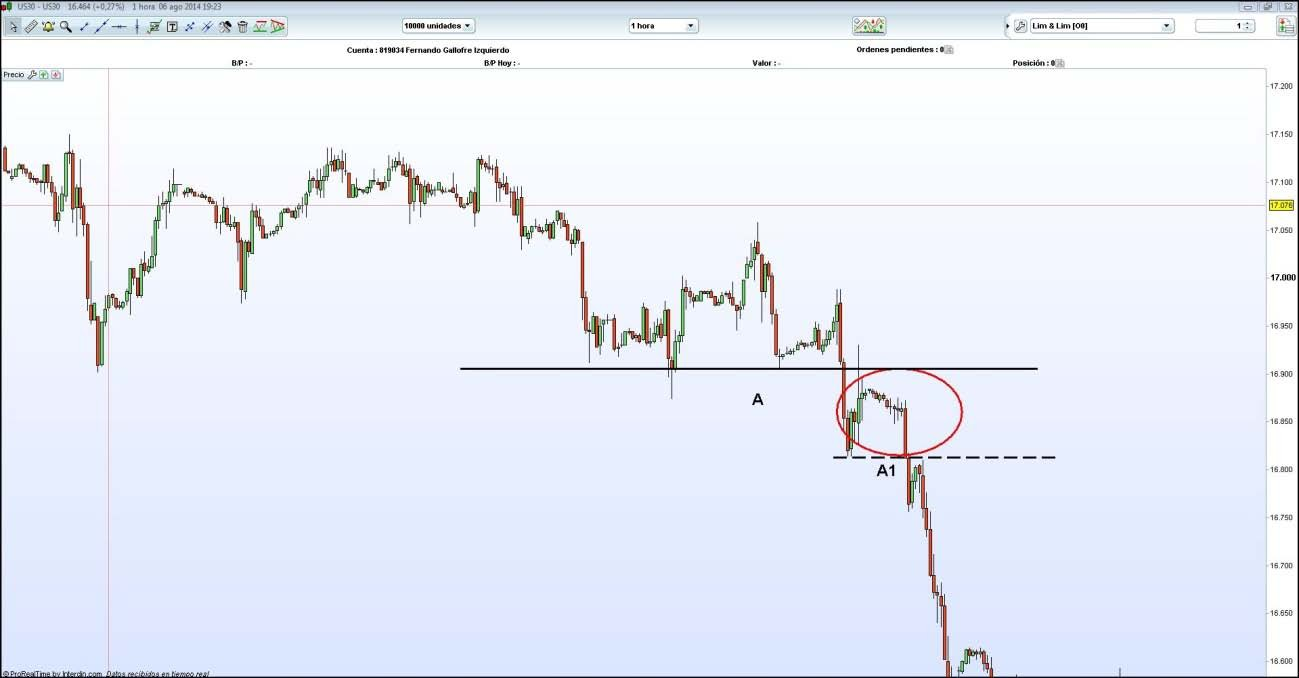 US30 - US30 16.464 (+0,27%) 1 hora 06 ago 2014 19:23
10000 unidades
1 hora
Lim & Lim [O8]
1
Cuenta : 819034 Fernando Gallofre Izquierdo
Ordenes pendientes : 0
B/P : -
B/P Hoy : -
Valor : -
Posición : 0
Precio
17.200
17.150
17.100
17.076
17.050
17.000
16.950
16.900
A
16.850
A1
16.800
16.750
16.700
16.650
16.600
© ProRealTime by Interdin.com Datos recibidos en tiempo real